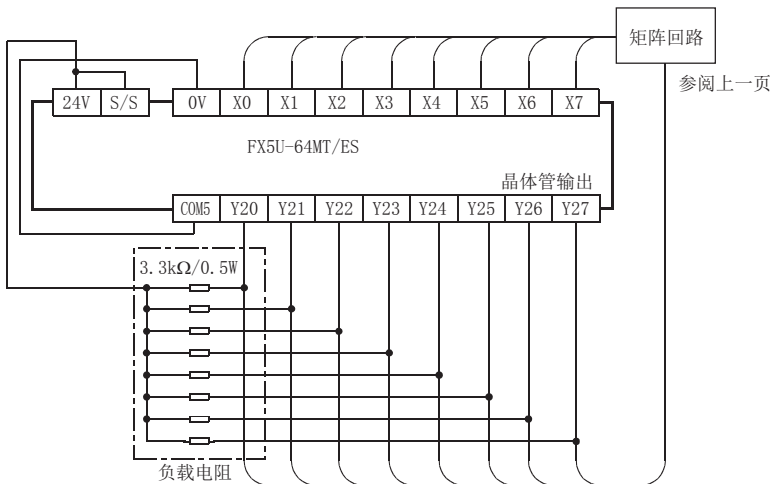 矩阵回路
参阅上一页
24V S/S 0V X0 X1 X2 X3 X4 X5 X6 X7
FX5U-64MT/ES
晶体管输出
COM5 Y20 Y21 Y22 Y23 Y24 Y25 Y26 Y27
3.3kΩ/0.5W
负载电阻